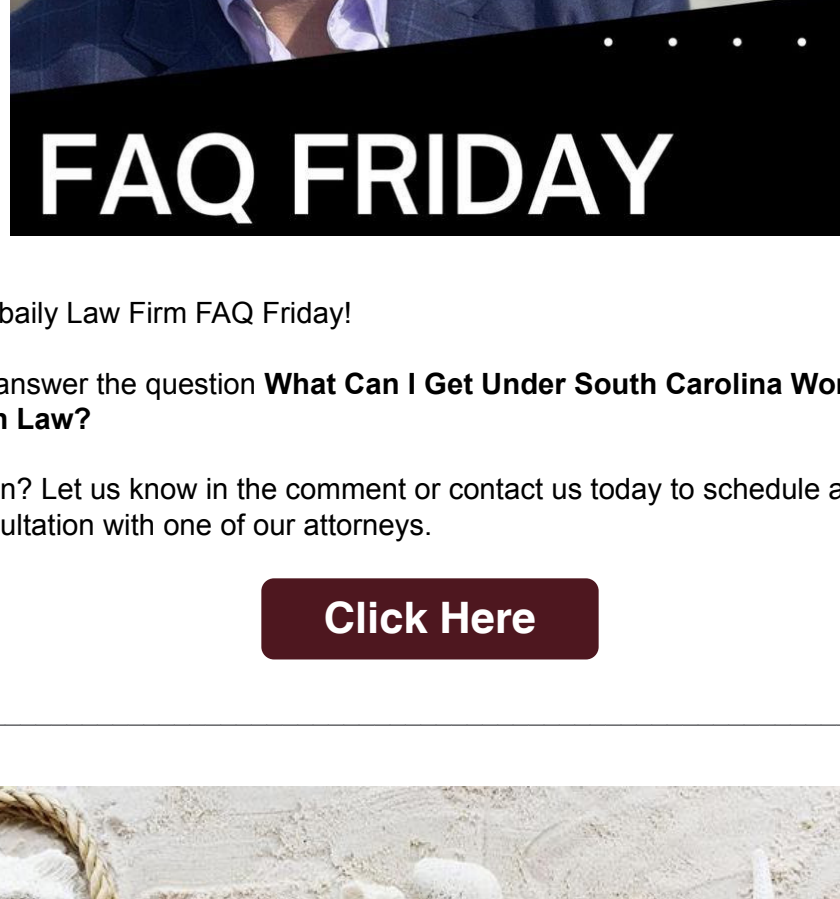 FAQ FRIDAY
baily Law Firm FAQ Friday!
answer the question What Can I Get Under South Carolina Wor
n Law?
n? Let us know in the comment or contact us today to schedule a
ultation with one of our attorneys.
Click Here